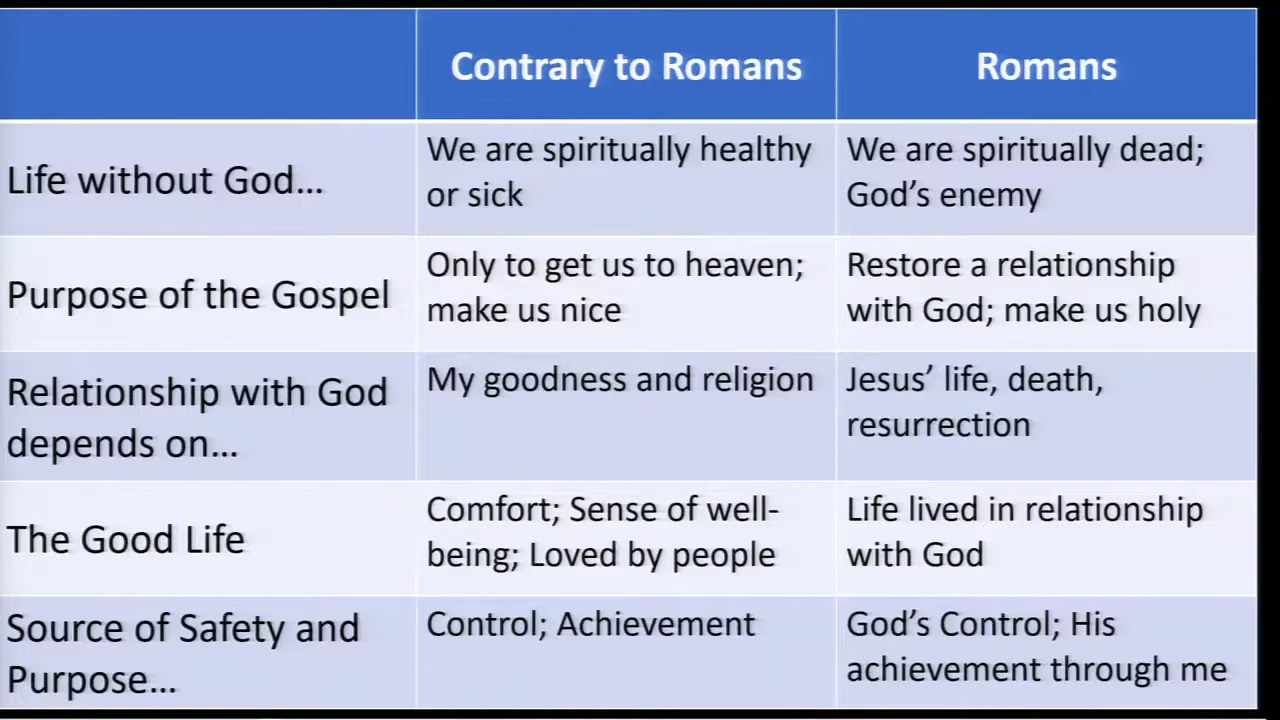 Contrary to Romans
Romans
Life without God…
We are spiritually healthy
or sick
We are spiritually dead;
God’s enemy
Purpose of the Gospel
Only to get us to heaven;
make us nice
Restore a relationship
with God; make us holy
Relationship with God
depends on…
My goodness and religion
Jesus’ life, death,
resurrection
The Good Life
Comfort; Sense of well-
being; Loved by people
Life lived in relationship
with God
Source of Safety and
Purpose…
Control; Achievement
God’s Control; His
achievement through me